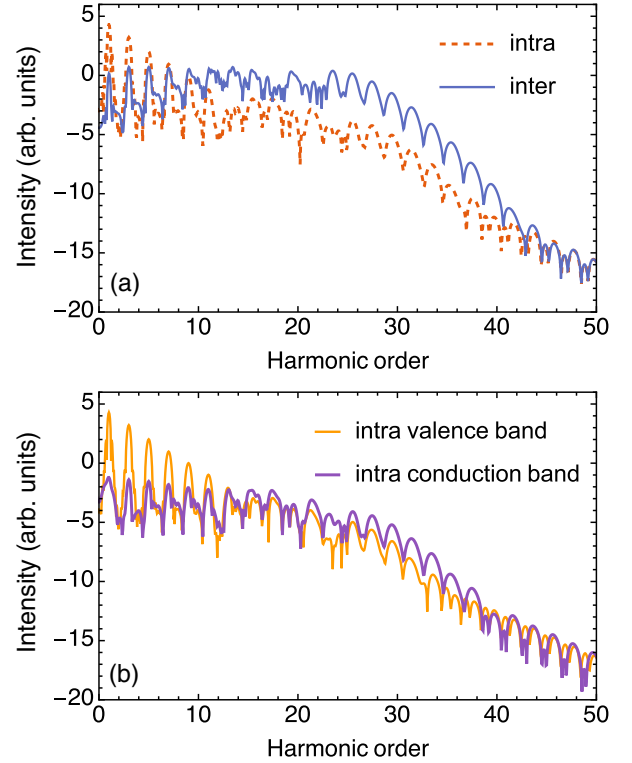 5
0
−5
−10
−15
−20
Intensity (arb. units)
intra
inter
(a)
0 10 20 30 40 50
Harmonic order
5
0
−5
−10
−15
−20
Intensity (arb. units)
intra valence band
intra conduction band
(b)
0 10 20 30 40 50
Harmonic order